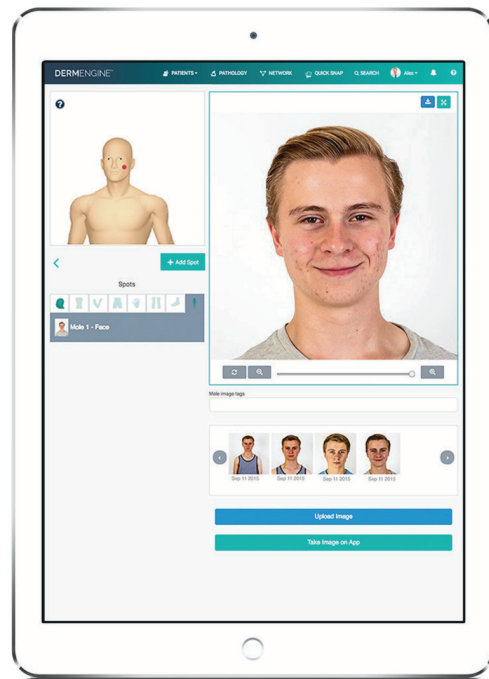 DERMENGINE™
PATIENTS
PATHOLOGY
NETWORK
QUICK SNAP
SEARCH
Alex
+ Add Spot
Spots
Mole 1 - Face
Mole image tags
Sep 11 2015
Sep 11 2015
Sep 11 2015
Sep 11 2015
Upload Image
Take Image on App